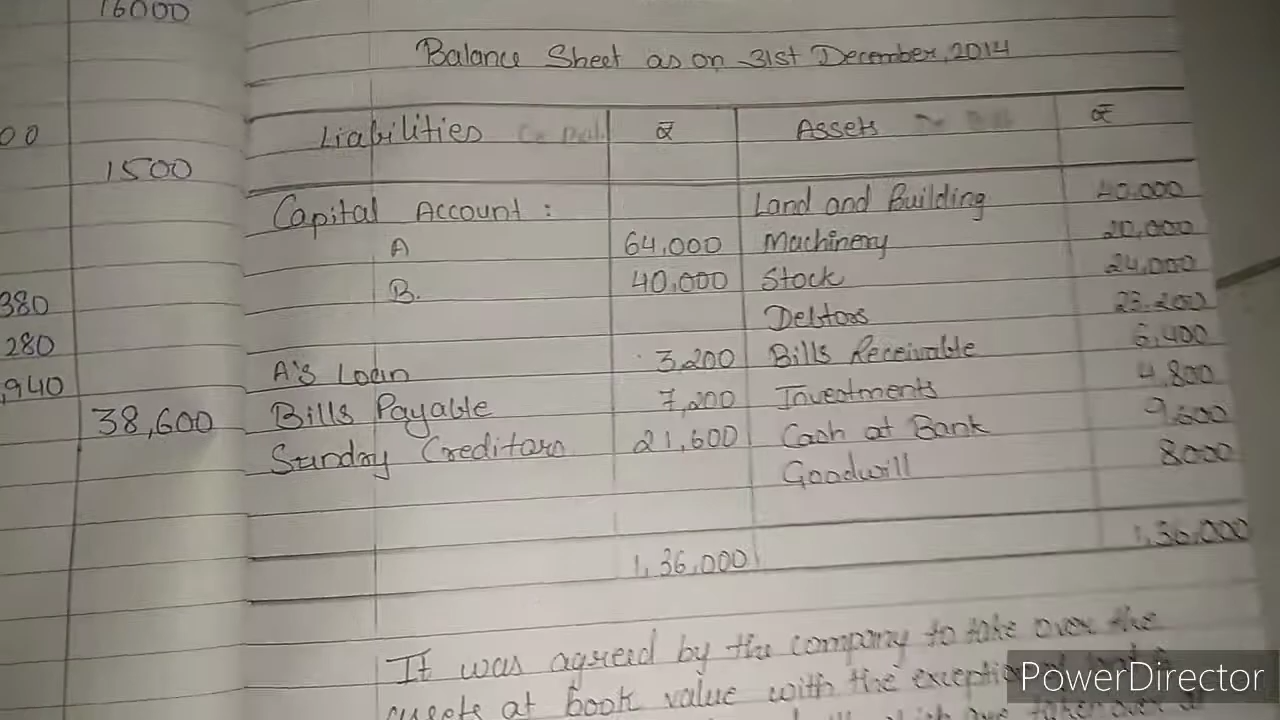 16000
Balance Sheet as on 31st December, 2014
Liabilities ₹ Assets ₹
00
1500
Capital Account : Land and Building 40,000
A 64,000 Machinery 20,000
B. 40,000 Stock 24,000
380 Debtors 23,200
280 A's Loan 3,200 Bills Receivable 6,400
,940 Bills Payable 7,200 Investments 4,800
38,600 Sundry Creditors 21,600 Cash at Bank 9,600
Goodwill 8000
1,36,000 1,36,000
It was agreed by the company to take over the
assets at book value with the exception
PowerDirector